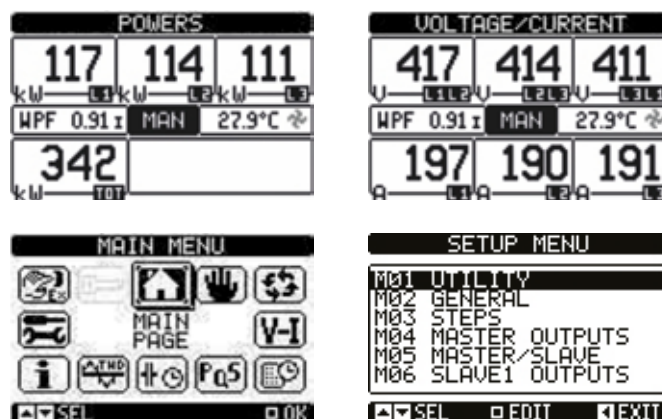 POWERS
117 114 111
kW L1 kW L2 kW L3
WPF 0.91 I MAN 27.9°C
342
kW TOT
VOLTAGE/CURRENT
417 414 411
V L1L2 V L2L3 V L3L1
WPF 0.91 I MAN 27.9°C
197 190 191
A L1 A L2 A L3
MAIN MENU
MAIN
PAGE
V-I
i THD PQS
SEL OK
SETUP MENU
M01 UTILITY
M02 GENERAL
M03 STEPS
M04 MASTER OUTPUTS
M05 MASTER/SLAVE
M06 SLAVE1 OUTPUTS
SEL EDIT EXIT